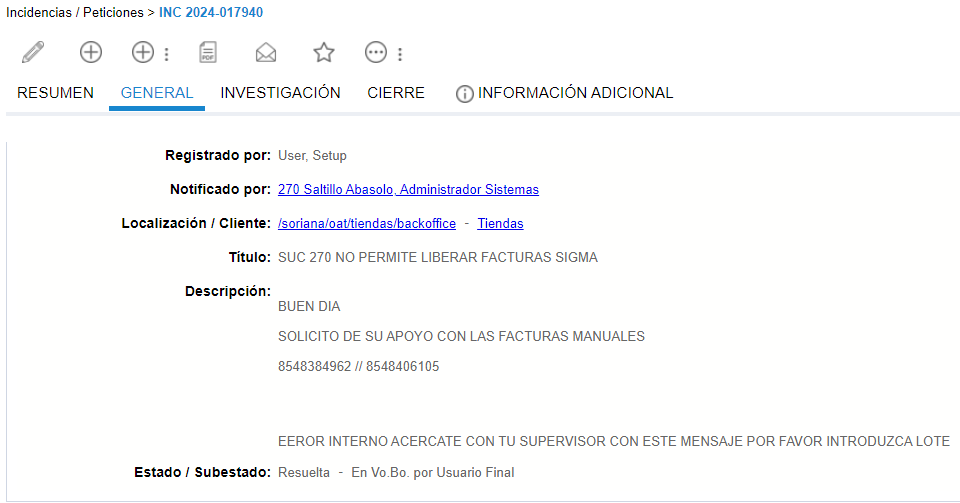 Incidencias / Peticiones > INC 2024-017940
PDF
RESUMEN GENERAL INVESTIGACIÓN CIERRE INFORMACIÓN ADICIONAL
Registrado por: User, Setup
Notificado por: 270 Saltillo Abasolo, Administrador Sistemas
Localización / Cliente: /soriana/oat/tiendas/backoffice - Tiendas
Título: SUC 270 NO PERMITE LIBERAR FACTURAS SIGMA
Descripción:
BUEN DIA
SOLICITO DE SU APOYO CON LAS FACTURAS MANUALES
8548384962 // 8548406105
EEROR INTERNO ACERCATE CON TU SUPERVISOR CON ESTE MENSAJE POR FAVOR INTRODUZCA LOTE
Estado / Subestado: Resuelta - En Vo.Bo. por Usuario Final